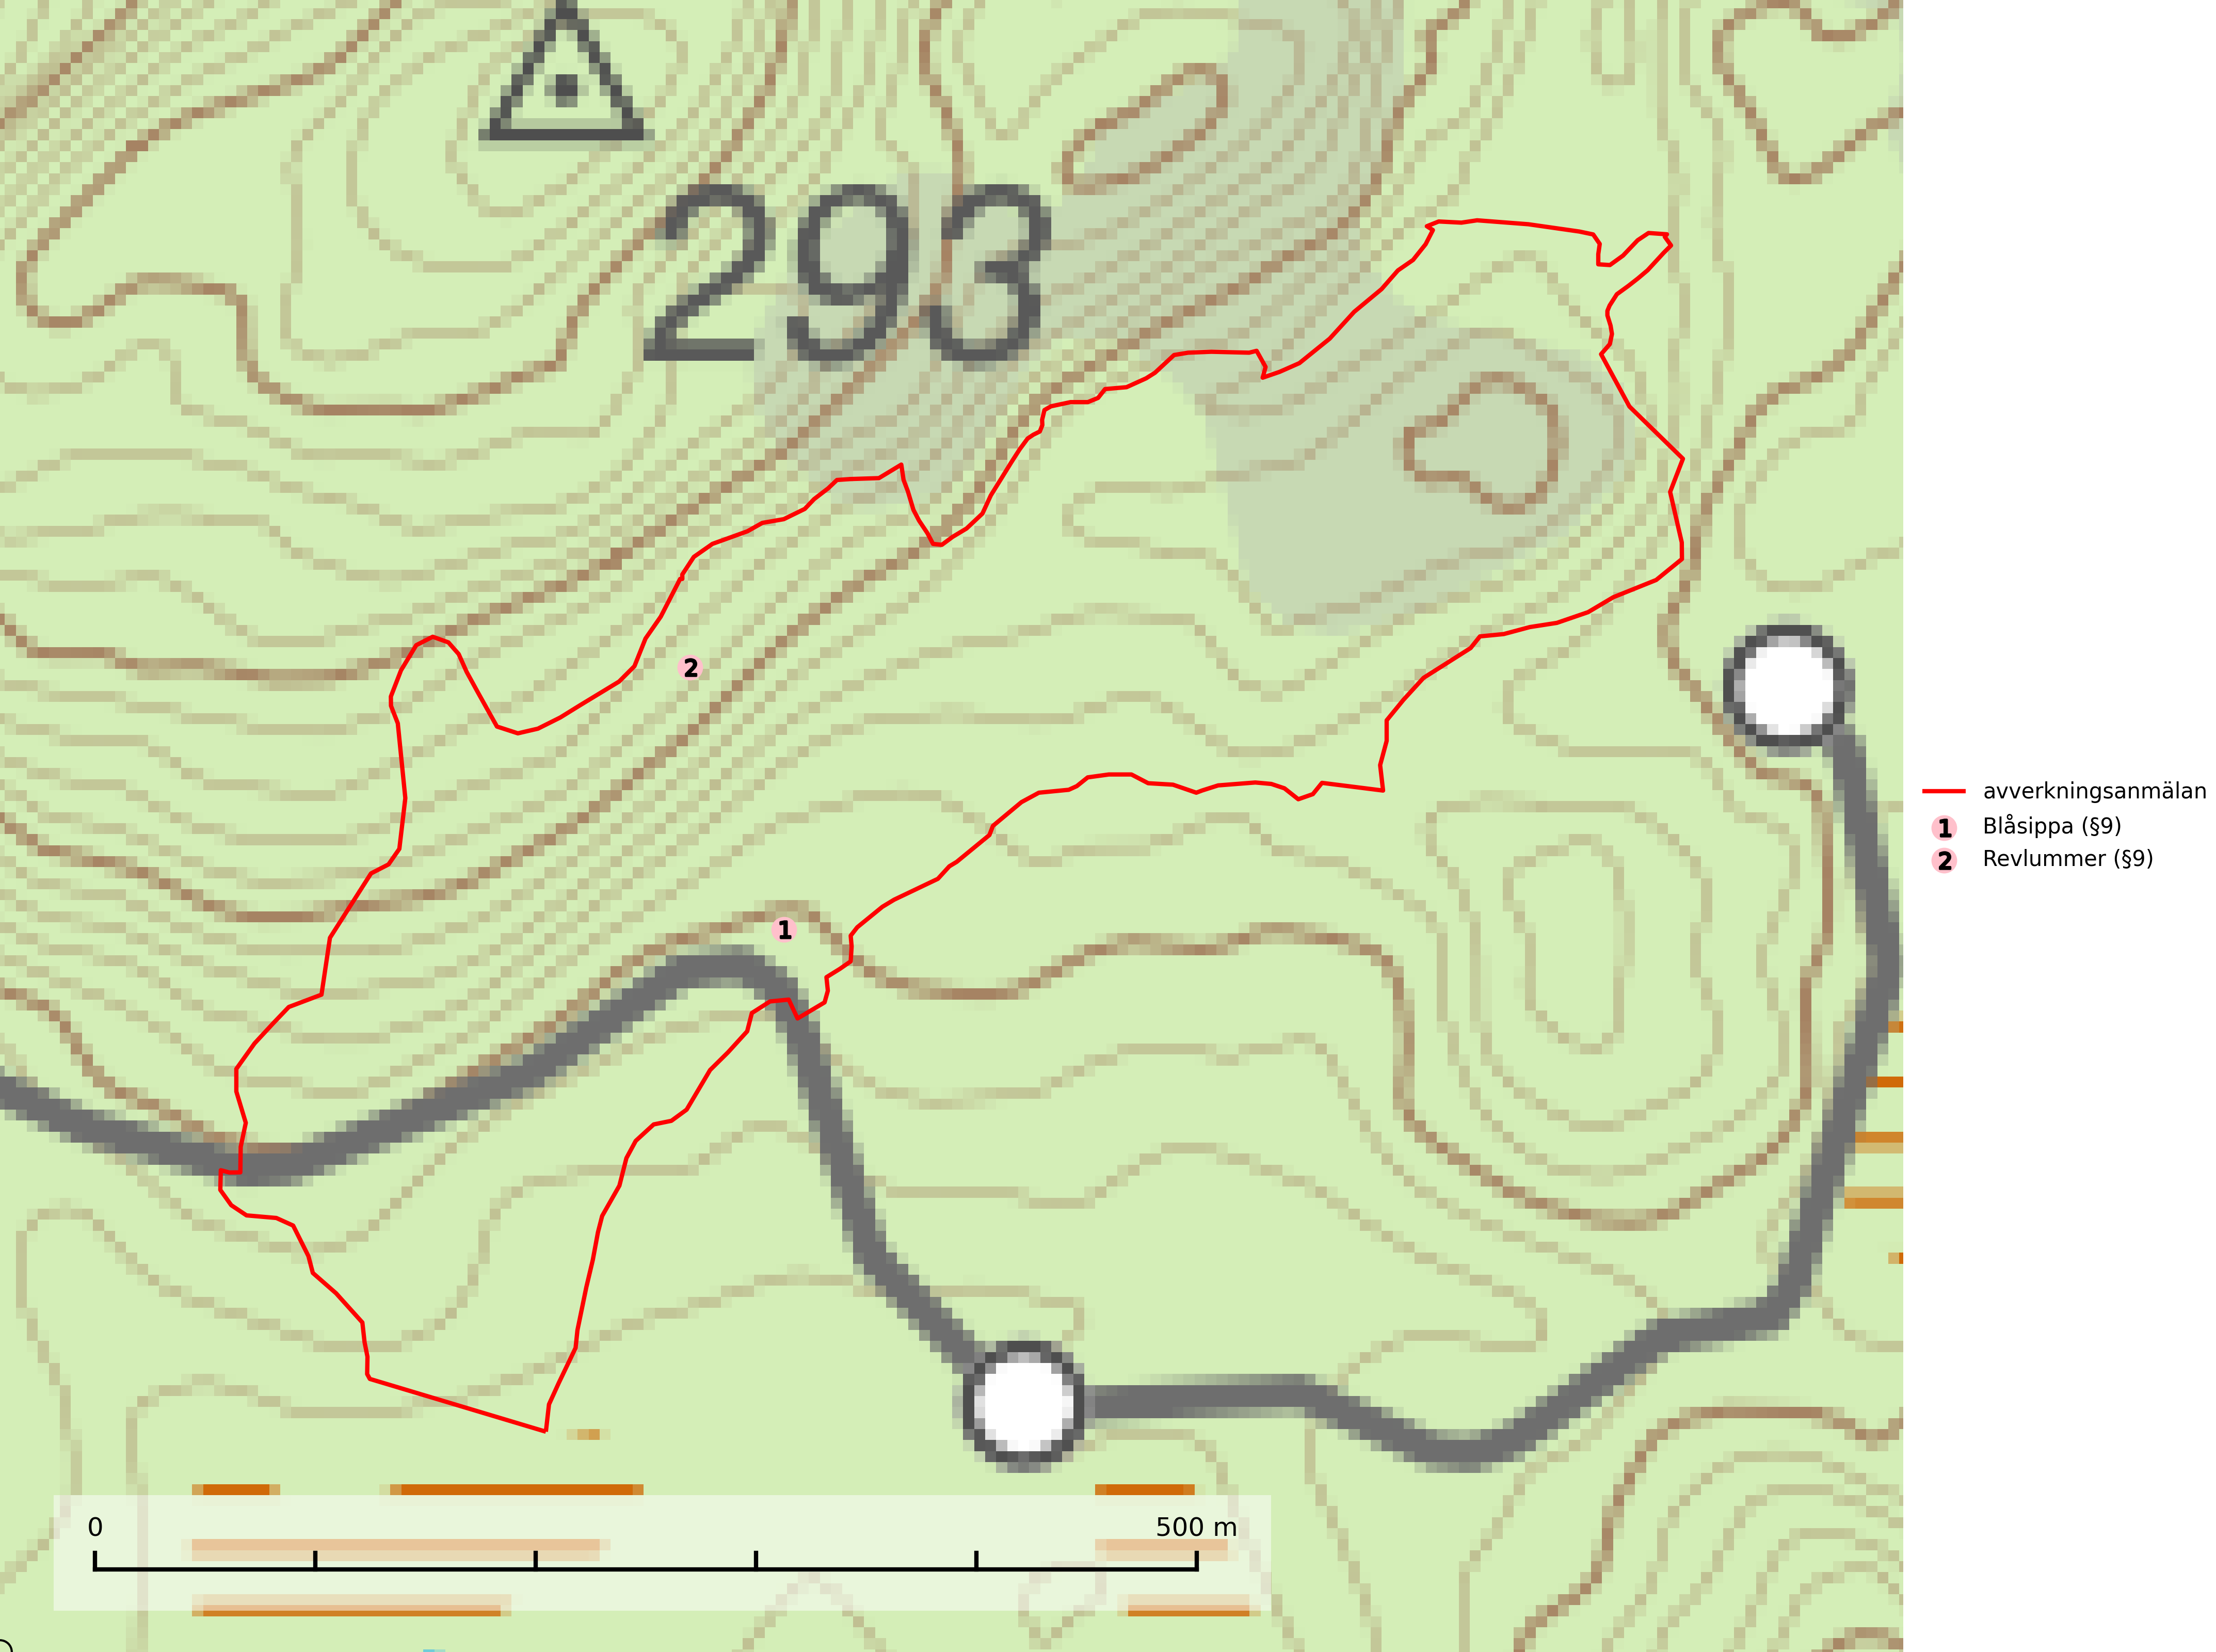 293
2
1
avverkningsanmälan
1 Blåsippa (§9)
2 Revlummer (§9)
0 500 m